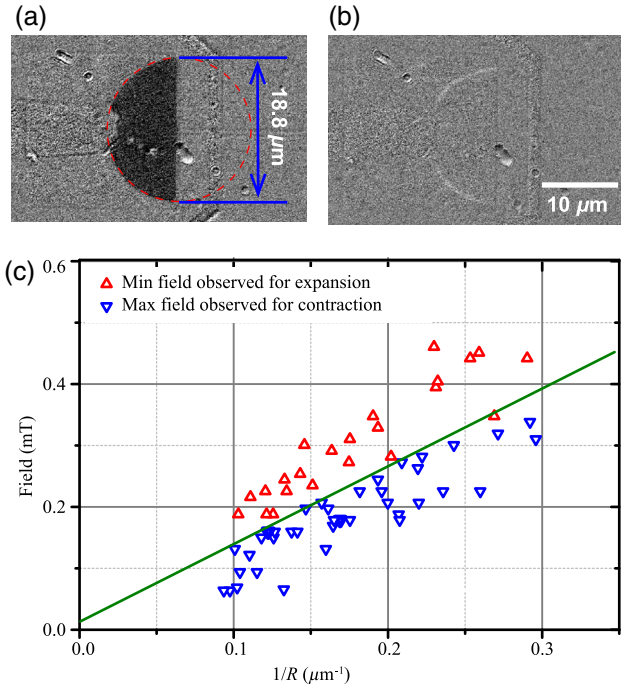 (a)
(b)
18.8 µm
10 µm
(c)
0.6
Min field observed for expansion
Max field observed for contraction
0.4
Field (mT)
0.2
0.0
0.0
0.1
0.2
0.3
1/R (µm⁻¹)